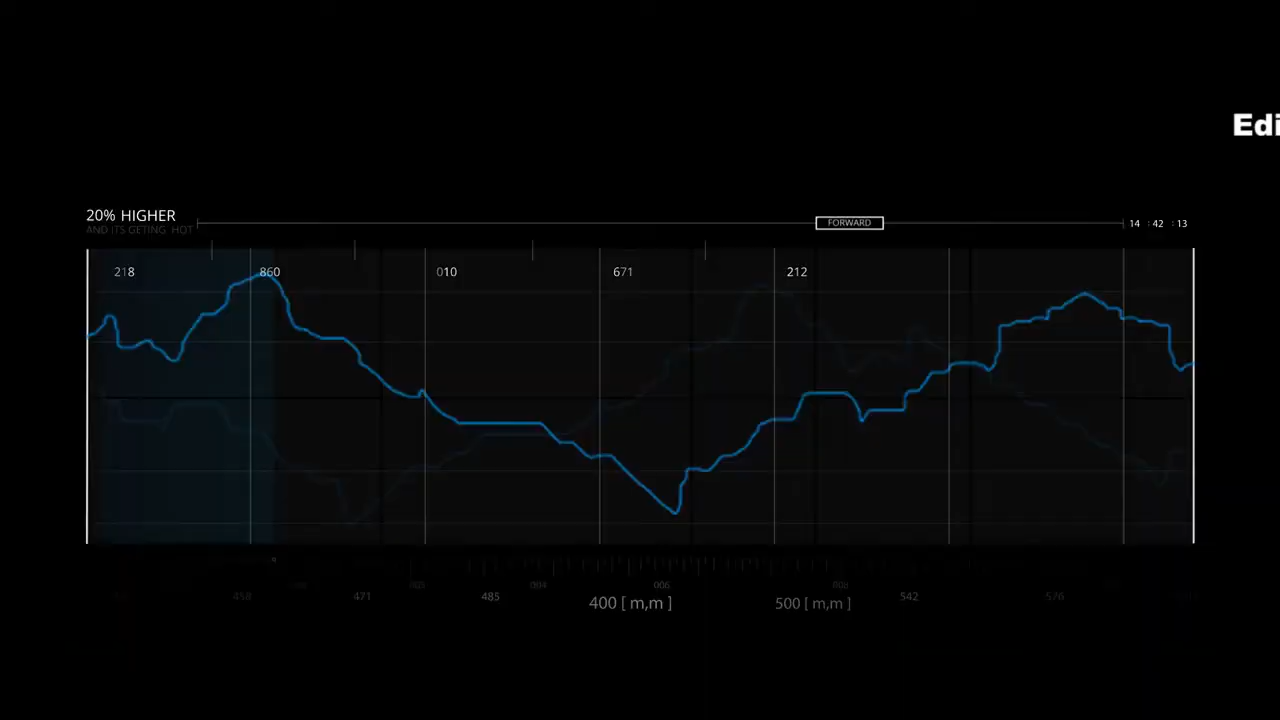 Edi
20% HIGHER
AND ITS GETING HOT
FORWARD
14 : 42 : 13
218 860 010 671 212
006
458 471 485 400 [ m,m ] 500 [ m,m ] 542 576